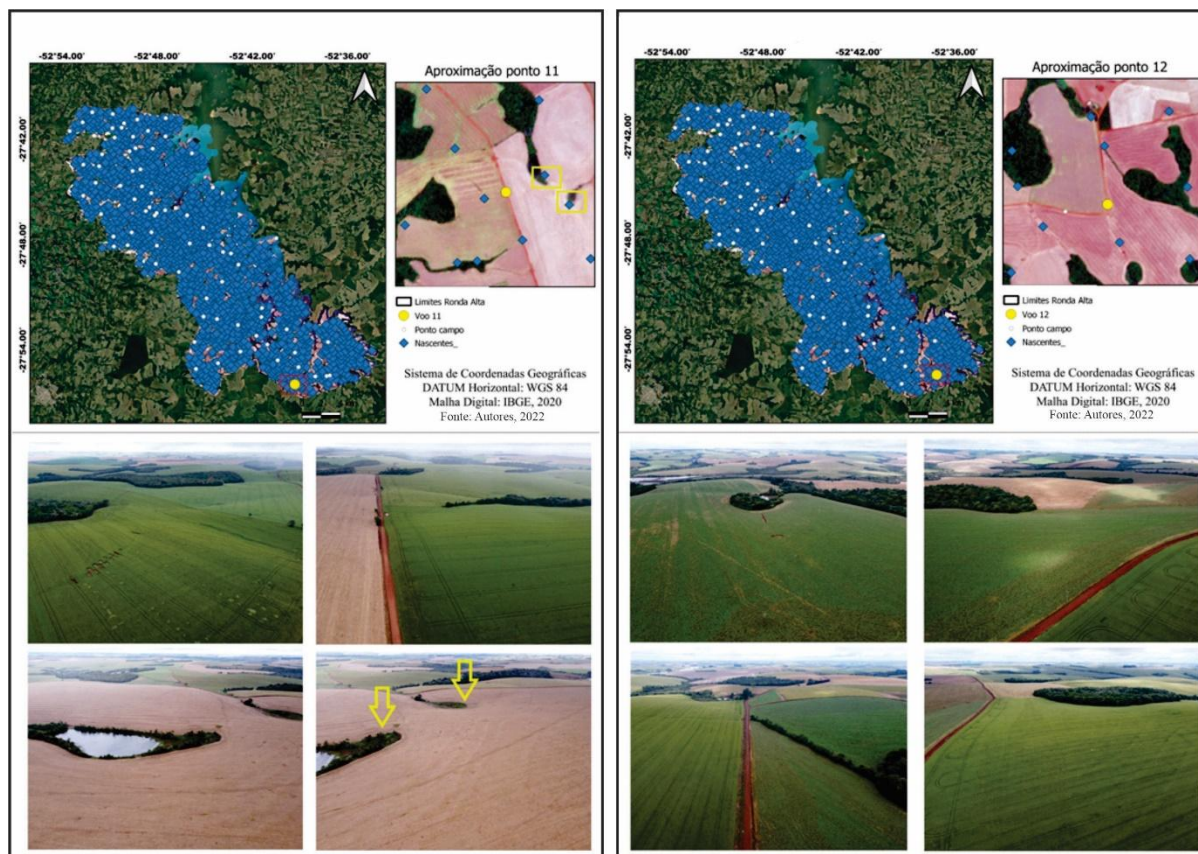 -52°54.00′ -52°48.00′ -52°42.00′ -52°36.00′
-27°42.00′
-27°48.00′
-27°54.00′
Aproximação ponto 11
Limites Ronda Alta
Voo 11
Ponto campo
Nascentes_
Sistema de Coordenadas Geográficas
DATUM Horizontal: WGS 84
Malha Digital: IBGE, 2020
Fonte: Autores, 2022
-52°54.00′ -52°48.00′ -52°42.00′ -52°36.00′
-27°42.00′
-27°48.00′
-27°54.00′
Aproximação ponto 12
Limites Ronda Alta
Voo 12
Ponto campo
Nascentes_
Sistema de Coordenadas Geográficas
DATUM Horizontal: WGS 84
Malha Digital: IBGE, 2020
Fonte: Autores, 2022